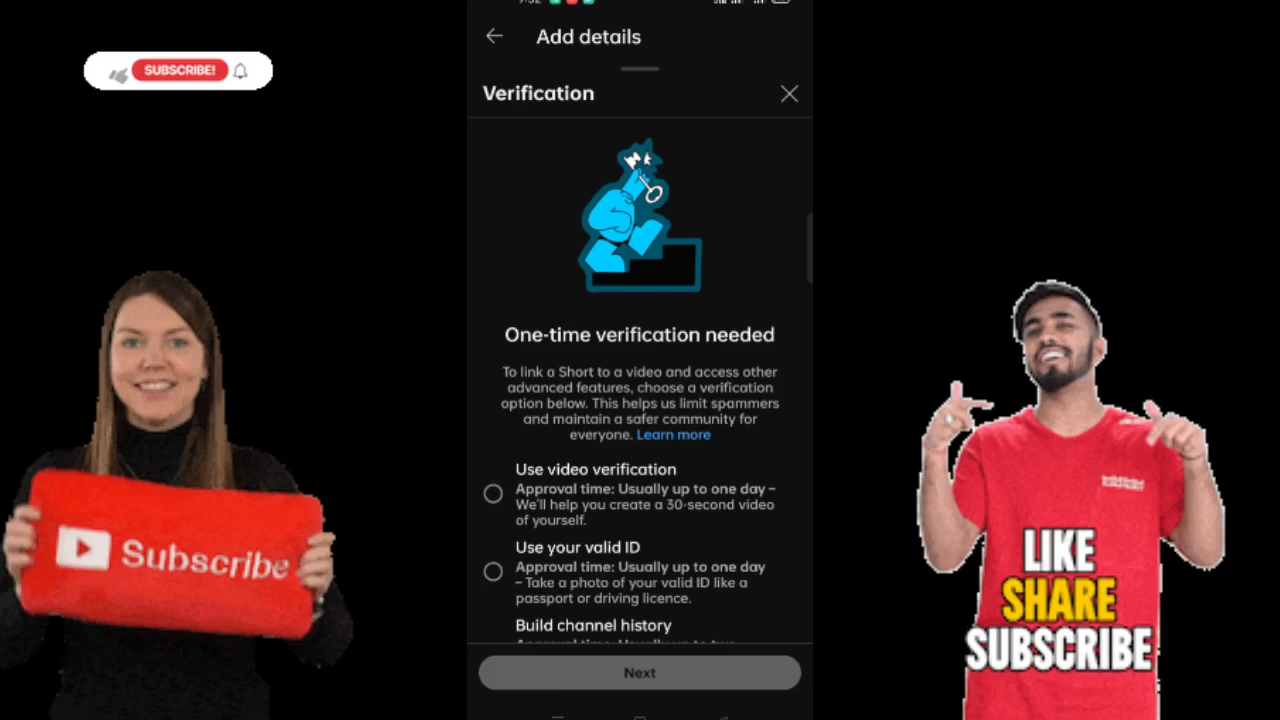 Add details
SUBSCRIBE!
Verification
One-time verification needed
To link a Short to a video and access other
advanced features, choose a verification
option below. This helps us limit spammers
and maintain a safer community for
everyone. Learn more
Use video verification
Approval time: Usually up to one day –
We'll help you create a 30-second video
of yourself.
Use your valid ID
Approval time: Usually up to one day
– Take a photo of your valid ID like a
passport or driving licence.
Build channel history
Next
Subscribe
LIKE
SHARE
SUBSCRIBE